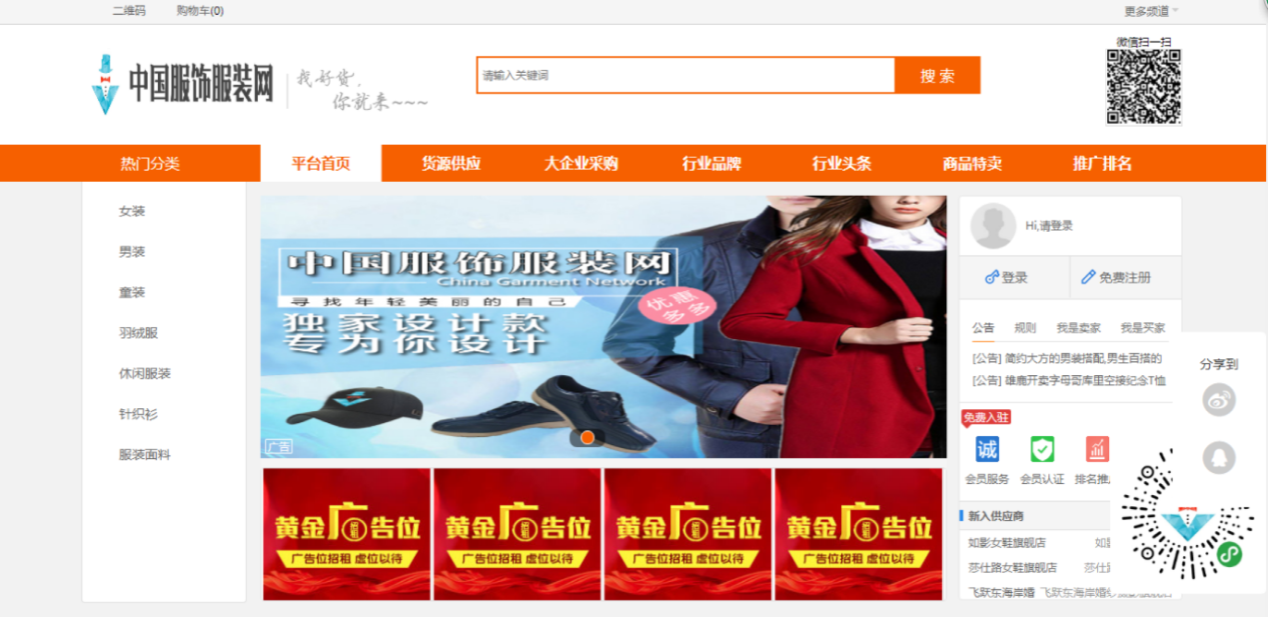 二维码 购物车(0) 更多频道
微信扫一扫
中国服饰服装网 我好货,
你就来~~~
请输入关键词 搜 索
热门分类 平台首页 货源供应 大企业采购 行业品牌 行业头条 商品特卖 推广排名
女装
男装
童装
羽绒服
休闲服装
针织衫
服装面料
中国服饰服装网
China Garment Network
寻找年轻美丽的自己
独家设计款
专为你设计
优惠
多多
广告
Hi,请登录
登录 免费注册
公告 规则 我是卖家 我是买家
[公告] 简约大方的男装搭配,男生百搭的
[公告] 雄鹿开卖字母哥库里空接纪念T恤
免费入驻
诚
会员服务 会员认证 排名推
新入供应商
如影女鞋旗舰店 如
莎仕路女鞋旗舰店 莎仕
飞跃东海岸婚 飞跃东海岸婚
分享到
黄金广告位 黄金广告位 黄金广告位 黄金广告位
广告位招租 虚位以待 广告位招租 虚位以待 广告位招租 虚位以待 广告位招租 虚位以待